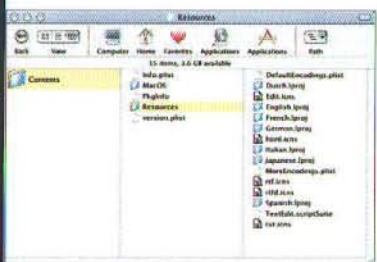 Resources
Back View Computer Home Favorites Applications Applications Path
15 items, 3.6 GB available
Contents
Info.plist
MacOS
PkgInfo
Resources
version.plist
DefaultEncodings.plist
Dutch.lproj
Edit.icns
English.lproj
French.lproj
German.lproj
html.icns
Italian.lproj
Japanese.lproj
MoreEncodings.plist
rtf.icns
rtfd.icns
Spanish.lproj
TextEdit.scriptSuite
txt.icns